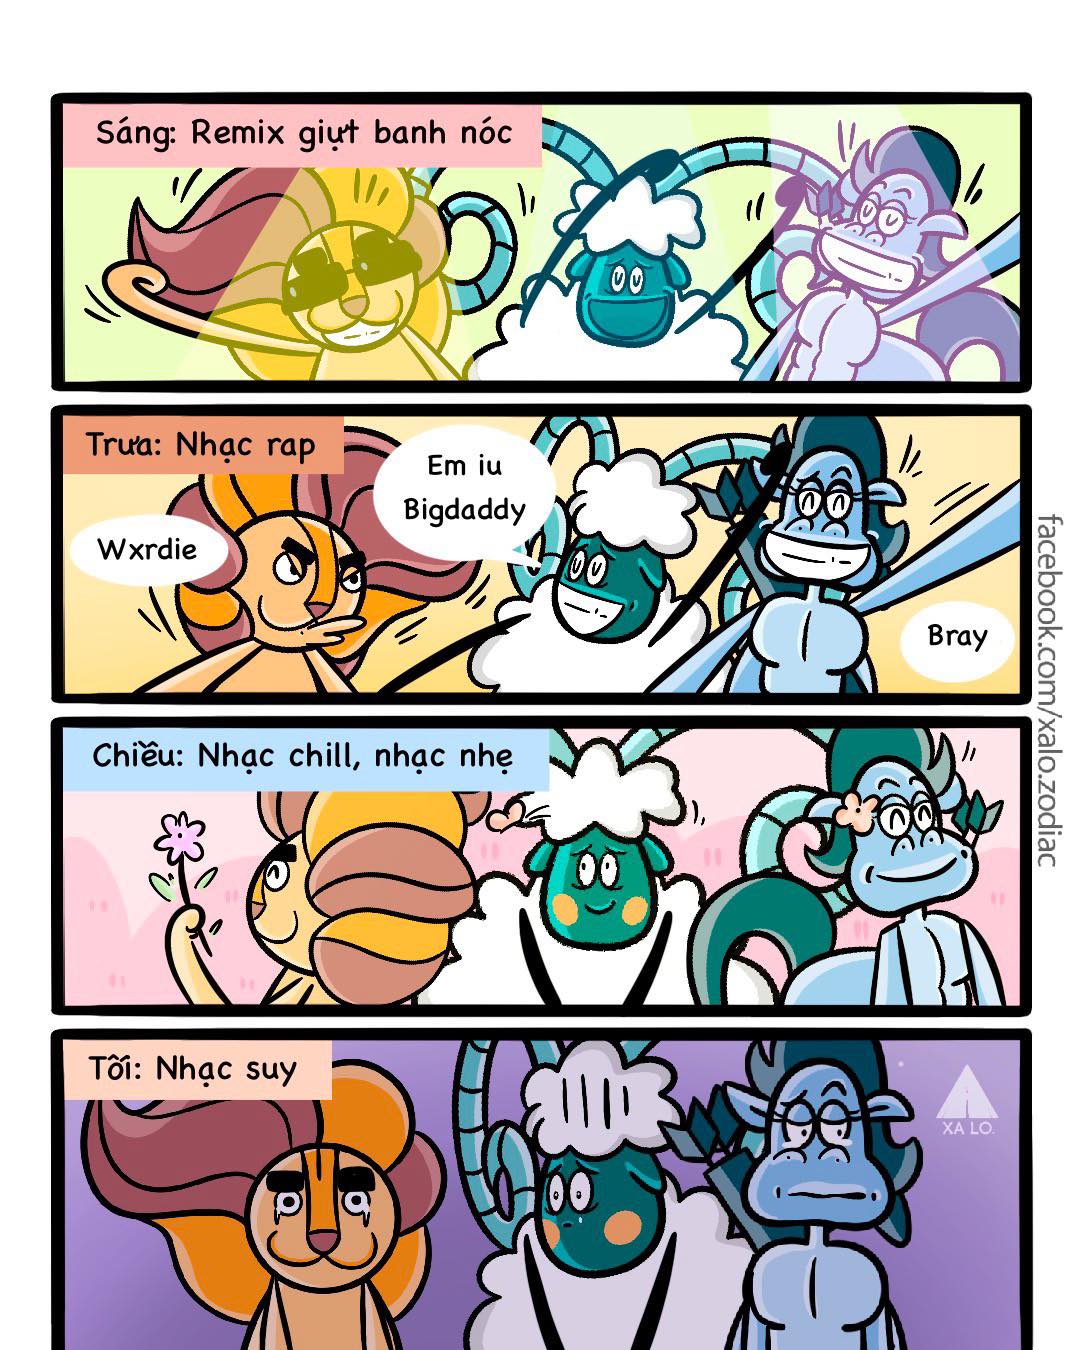 Sáng: Remix giựt banh nóc
Trưa: Nhạc rap
Em iu
Bigdaddy
Wxrdie
Bray
Chiều: Nhạc chill, nhạc nhẹ
Tối: Nhạc suy
XA LO.
facebook.com/xalo.zodiac